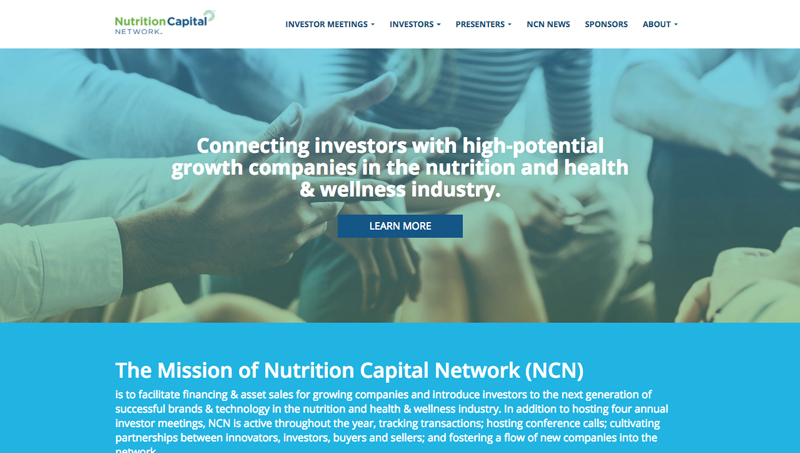 NutritionCapital
NETWORK™
INVESTOR MEETINGS
INVESTORS
PRESENTERS
NCN NEWS
SPONSORS
ABOUT
Connecting investors with high-potential
growth companies in the nutrition and health
& wellness industry.
LEARN MORE
The Mission of Nutrition Capital Network (NCN)
is to facilitate financing & asset sales for growing companies and introduce investors to the next generation of
successful brands & technology in the nutrition and health & wellness industry. In addition to hosting four annual
investor meetings, NCN is active throughout the year, tracking transactions; hosting conference calls; cultivating
partnerships between innovators, investors, buyers and sellers; and fostering a flow of new companies into the
network.